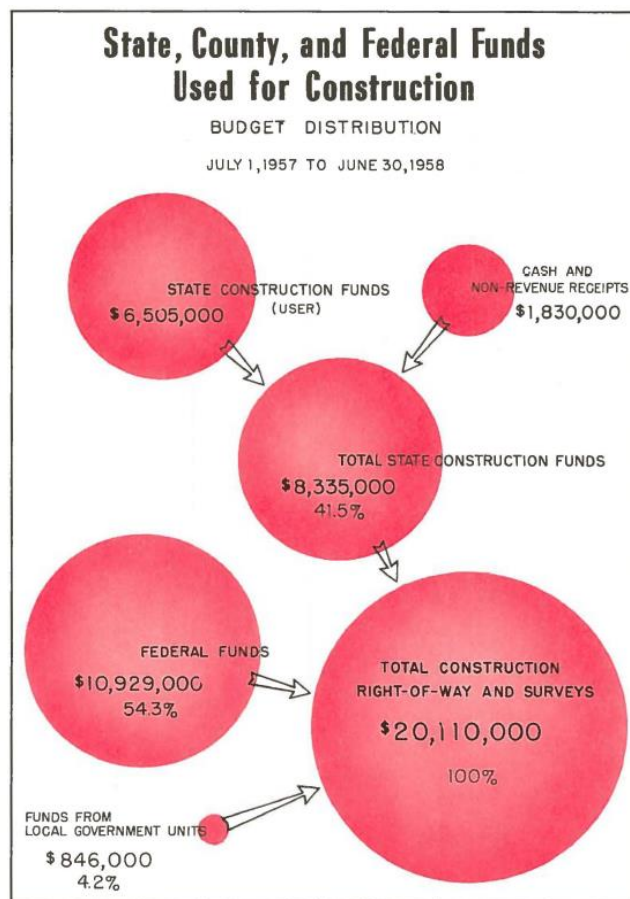 State, County, and Federal Funds
Used for Construction
BUDGET DISTRIBUTION
JULY 1, 1957 TO JUNE 30, 1958
STATE CONSTRUCTION FUNDS
(USER)
$6,505,000
CASH AND
NON-REVENUE RECEIPTS
$1,830,000
TOTAL STATE CONSTRUCTION FUNDS
$8,335,000
41.5%
FEDERAL FUNDS
$10,929,000
54.3%
TOTAL CONSTRUCTION
RIGHT-OF-WAY AND SURVEYS
$20,110,000
100%
FUNDS FROM
LOCAL GOVERNMENT UNITS
$846,000
4.2%